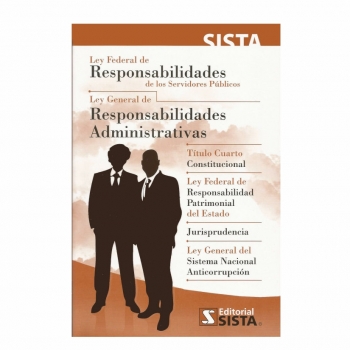 SISTA
Ley Federal de
Responsabilidades
de los Servidores Públicos
Ley General de
Responsabilidades
Administrativas
Título Cuarto
Constitucional
Ley Federal de
Responsabilidad
Patrimonial
del Estado
Jurisprudencia
Ley General del
Sistema Nacional
Anticorrupción
Editorial
SISTA